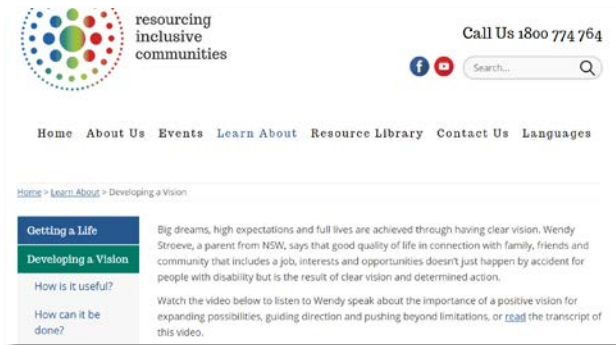 resourcing
inclusive
communities
Call Us 1800 774 764
Search...
Home About Us Events Learn About Resource Library Contact Us Languages
Home > Learn About > Developing a Vision
Getting a Life
Developing a Vision
How is it useful?
How can it be
done?
Big dreams, high expectations and full lives are achieved through having clear vision. Wendy
Stroeve, a parent from NSW, says that good quality of life in connection with family, friends and
community that includes a job, interests and opportunities doesn't just happen by accident for
people with disability but is the result of clear vision and determined action.
Watch the video below to listen to Wendy speak about the importance of a positive vision for
expanding possibilities, guiding direction and pushing beyond limitations, or read the transcript of
this video.